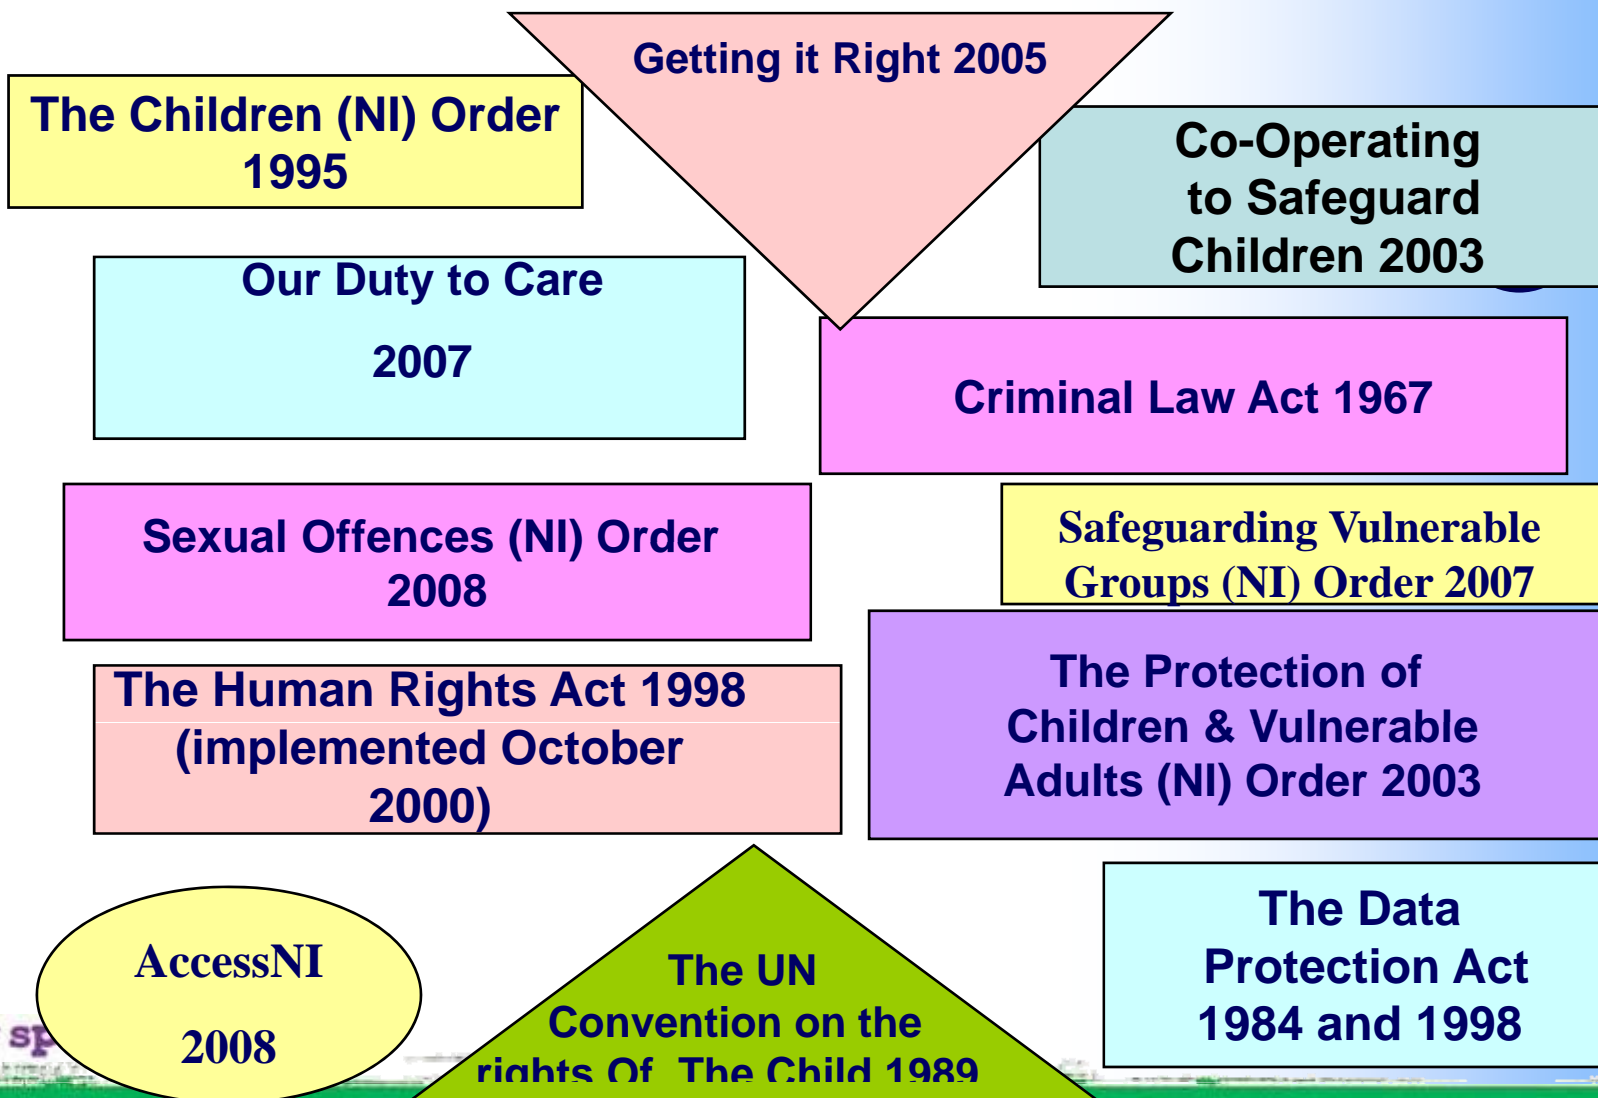 Getting it Right 2005
The Children (NI) Order
1995
Co-Operating
to Safeguard
Children 2003
Our Duty to Care
2007
Criminal Law Act 1967
Sexual Offences (NI) Order
2008
Safeguarding Vulnerable
Groups (NI) Order 2007
The Human Rights Act 1998
(implemented October
2000)
The Protection of
Children & Vulnerable
Adults (NI) Order 2003
AccessNI
2008
The UN
Convention on the
rights Of The Child 1989
The Data
Protection Act
1984 and 1998
sp